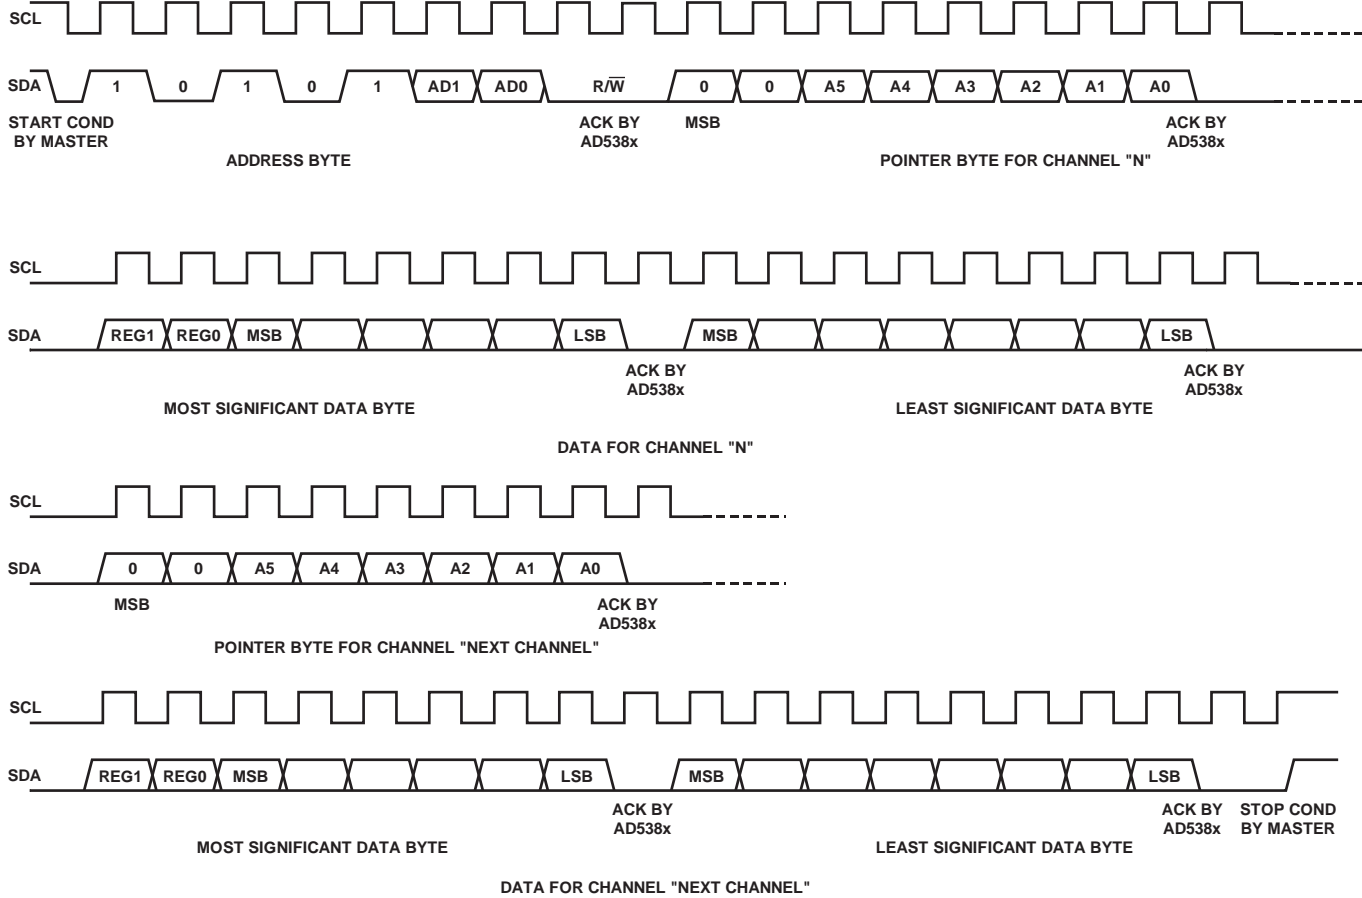 SCL
SDA 1 0 1 0 1 AD1 AD0 R/W̅ 0 0 A5 A4 A3 A2 A1 A0
START COND
BY MASTER
ACK BY
AD538x
MSB
ACK BY
AD538x
ADDRESS BYTE
POINTER BYTE FOR CHANNEL "N"
SCL
SDA REG1 REG0 MSB LSB MSB LSB
ACK BY
AD538x
ACK BY
AD538x
MOST SIGNIFICANT DATA BYTE
LEAST SIGNIFICANT DATA BYTE
DATA FOR CHANNEL "N"
SCL
SDA 0 0 A5 A4 A3 A2 A1 A0
MSB
ACK BY
AD538x
POINTER BYTE FOR CHANNEL "NEXT CHANNEL"
SCL
SDA REG1 REG0 MSB LSB MSB LSB
ACK BY
AD538x
ACK BY
AD538x
STOP COND
BY MASTER
MOST SIGNIFICANT DATA BYTE
LEAST SIGNIFICANT DATA BYTE
DATA FOR CHANNEL "NEXT CHANNEL"